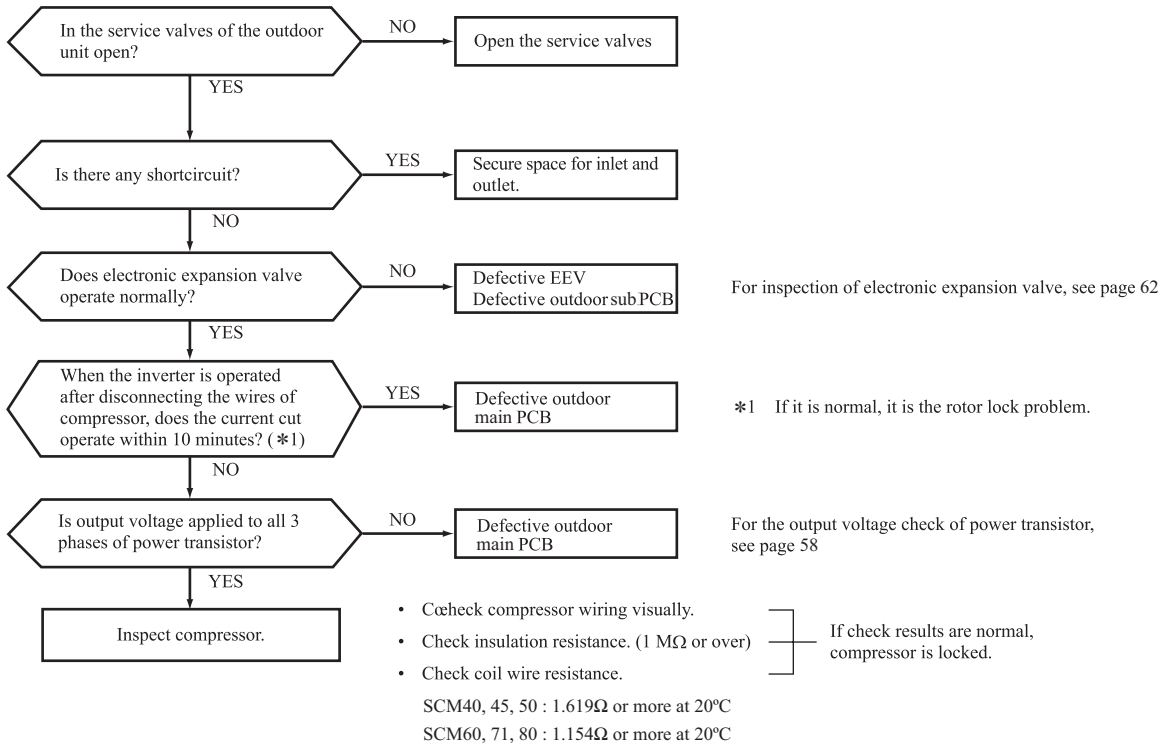 In the service valves of the outdoor
unit open?
NO
Open the service valves
YES
Is there any shortcircuit?
YES
Secure space for inlet and
outlet.
NO
Does electronic expansion valve
operate normally?
NO
Defective EEV
Defective outdoor sub PCB
For inspection of electronic expansion valve, see page 62
YES
When the inverter is operated
after disconnecting the wires of
compressor, does the current cut
operate within 10 minutes? (∗1)
YES
Defective outdoor
main PCB
∗1 If it is normal, it is the rotor lock problem.
NO
Is output voltage applied to all 3
phases of power transistor?
NO
Defective outdoor
main PCB
For the output voltage check of power transistor,
see page 58
YES
Inspect compressor.
• Cœheck compressor wiring visually.
• Check insulation resistance. (1 MΩ or over)
• Check coil wire resistance.
SCM40, 45, 50 : 1.619Ω or more at 20ºC
SCM60, 71, 80 : 1.154Ω or more at 20ºC
If check results are normal,
compressor is locked.